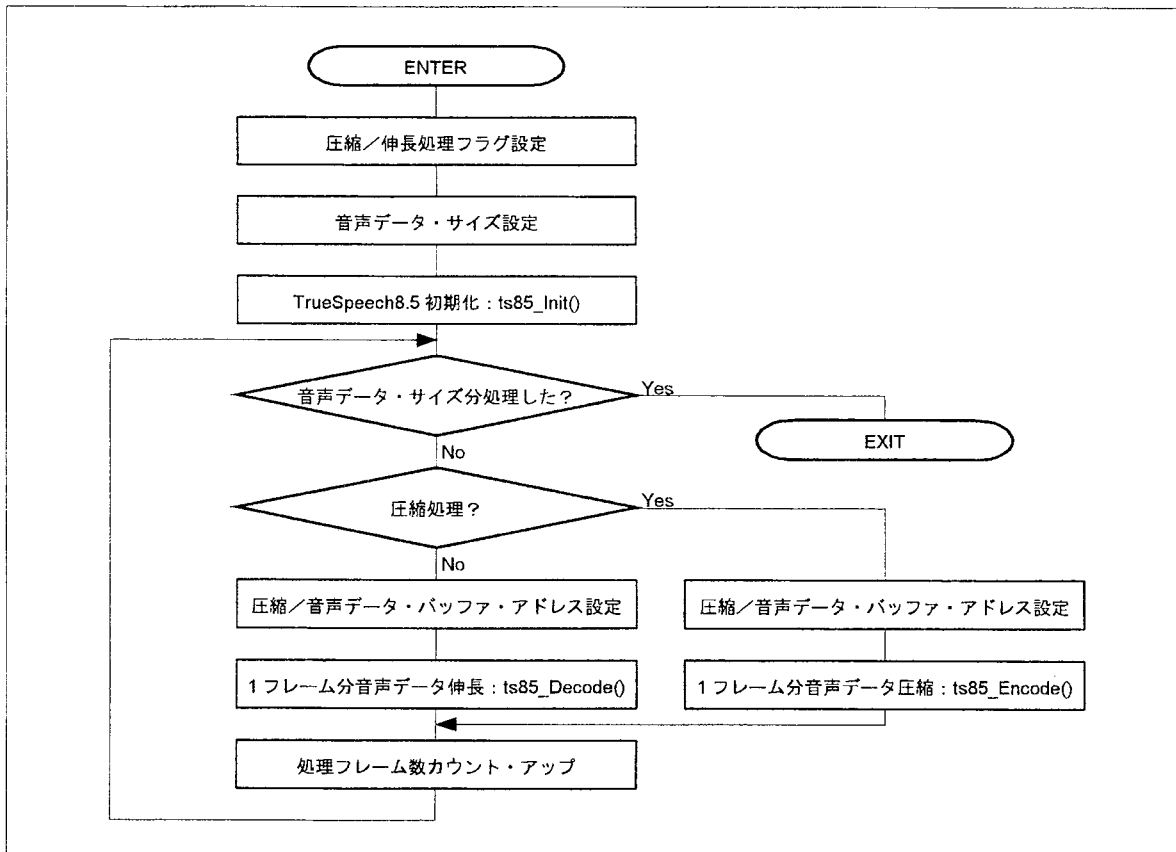 ENTER
圧縮／伸長処理フラグ設定
音声データ・サイズ設定
TrueSpeech8.5 初期化：ts85_Init()
音声データ・サイズ分処理した？
Yes
EXIT
No
圧縮処理？
Yes
No
圧縮／音声データ・バッファ・アドレス設定
圧縮／音声データ・バッファ・アドレス設定
1 フレーム分音声データ伸長：ts85_Decode()
1 フレーム分音声データ圧縮：ts85_Encode()
処理フレーム数カウント・アップ